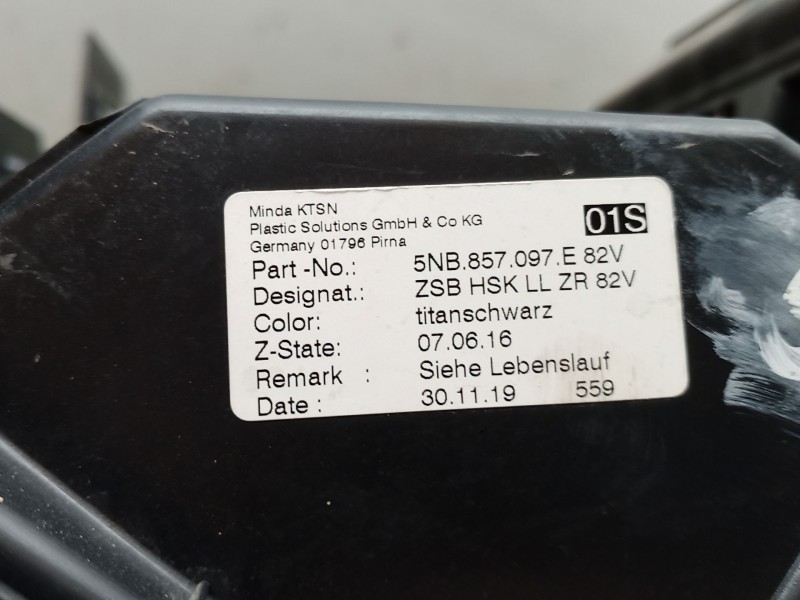 Minda KTSN
Plastic Solutions GmbH & Co KG
Germany 01796 Pirna
01S
Part -No.: 5NB.857.097.E 82V
Designat.: ZSB HSK LL ZR 82V
Color: titanschwarz
Z-State: 07.06.16
Remark : Siehe Lebenslauf
Date : 30.11.19 559